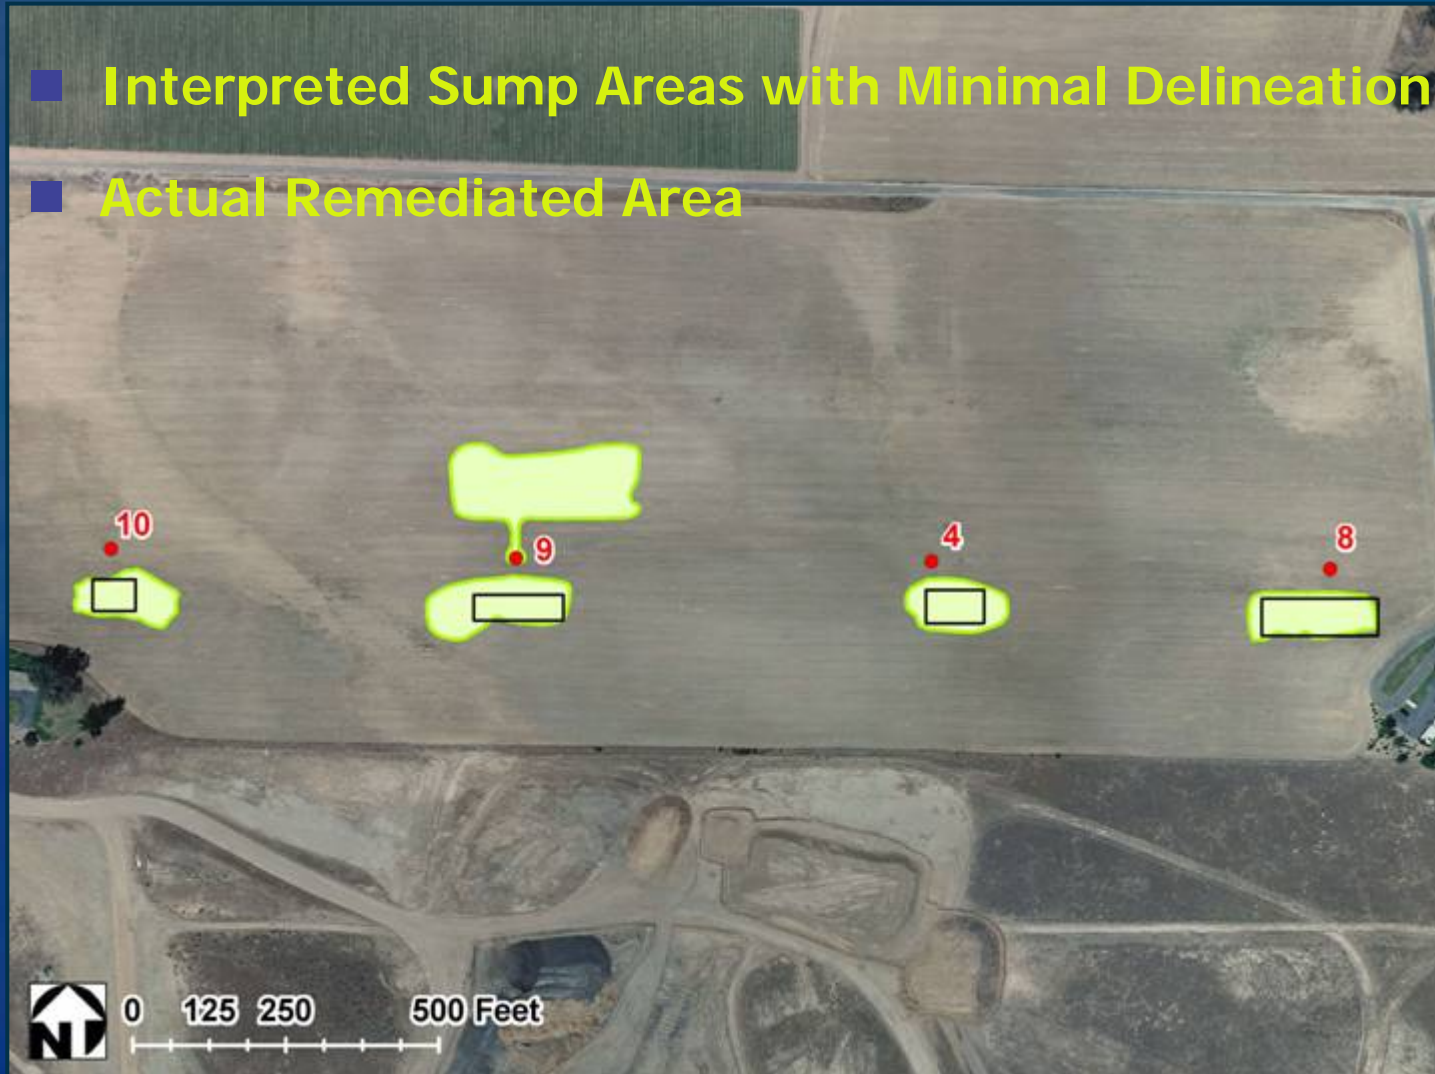 Interpreted Sump Areas with Minimal Delineation
Actual Remediated Area
10
9
4
8
N
0 125 250 500 Feet